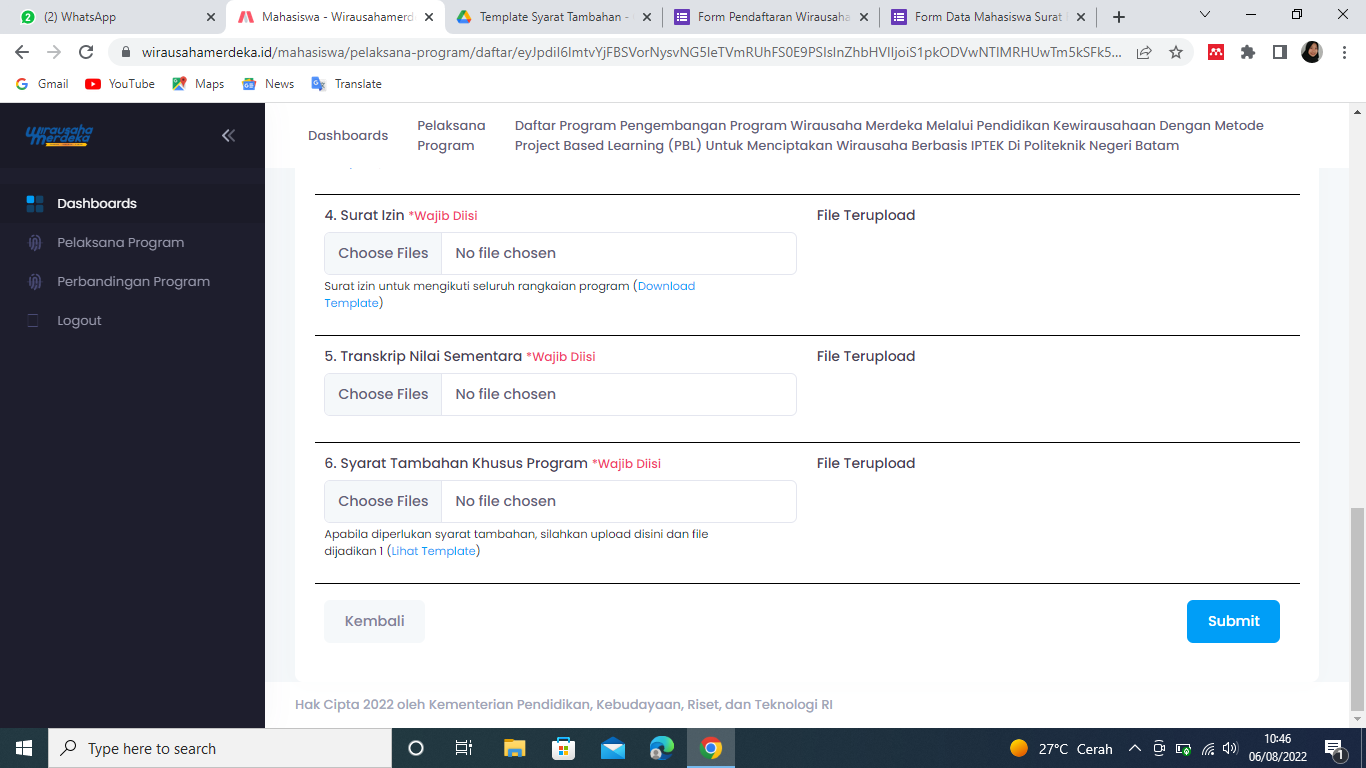 (2) WhatsApp
Mahasiswa - Wirausahamerd
Template Syarat Tambahan -
Form Pendaftaran Wirausaha
Form Data Mahasiswa Surat
wirausahamerdeka.id/mahasiswa/pelaksana-program/daftar/
Gmail
YouTube
Maps
News
Translate
wirausaha
merdeka
Dashboards
Pelaksana Program
Perbandingan Program
Logout
Dashboards
Pelaksana
Program
Daftar Program Pengembangan Program Wirausaha Merdeka Melalui Pendidikan Kewirausahaan Dengan Metode
Project Based Learning (PBL) Untuk Menciptakan Wirausaha Berbasis IPTEK Di Politeknik Negeri Batam
4. Surat Izin *Wajib Diisi
File Terupload
Choose Files No file chosen
Surat izin untuk mengikuti seluruh rangkaian program (Download
Template)
5. Transkrip Nilai Sementara *Wajib Diisi
File Terupload
Choose Files No file chosen
6. Syarat Tambahan Khusus Program *Wajib Diisi
File Terupload
Choose Files No file chosen
Apabila diperlukan syarat tambahan, silahkan upload disini dan file
dijadikan 1 (Lihat Template)
Kembali
Submit
Hak Cipta 2022 oleh Kementerian Pendidikan, Kebudayaan, Riset, dan Teknologi RI
Type here to search
27°C Cerah
10:46
06/08/2022
1